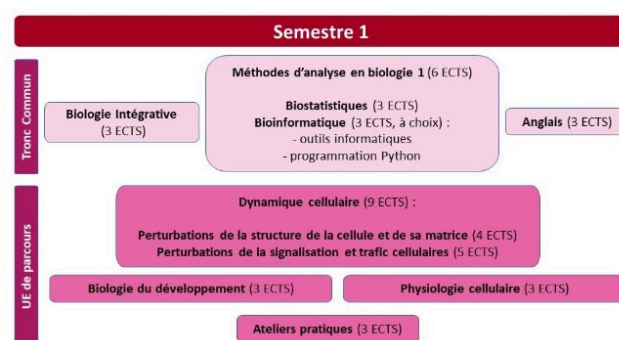 Semestre 1
Tronc Commun
Biologie Intégrative
(3 ECTS)
Méthodes d'analyse en biologie 1 (6 ECTS)
Biostatistiques (3 ECTS)
Bioinformatique (3 ECTS, à choix) :
- outils informatiques
- programmation Python
Anglais (3 ECTS)
UE de parcours
Dynamique cellulaire (9 ECTS) :
Perturbations de la structure de la cellule et de sa matrice (4 ECTS)
Perturbations de la signalisation et trafic cellulaires (5 ECTS)
Biologie du développement (3 ECTS)
Physiologie cellulaire (3 ECTS)
Ateliers pratiques (3 ECTS)